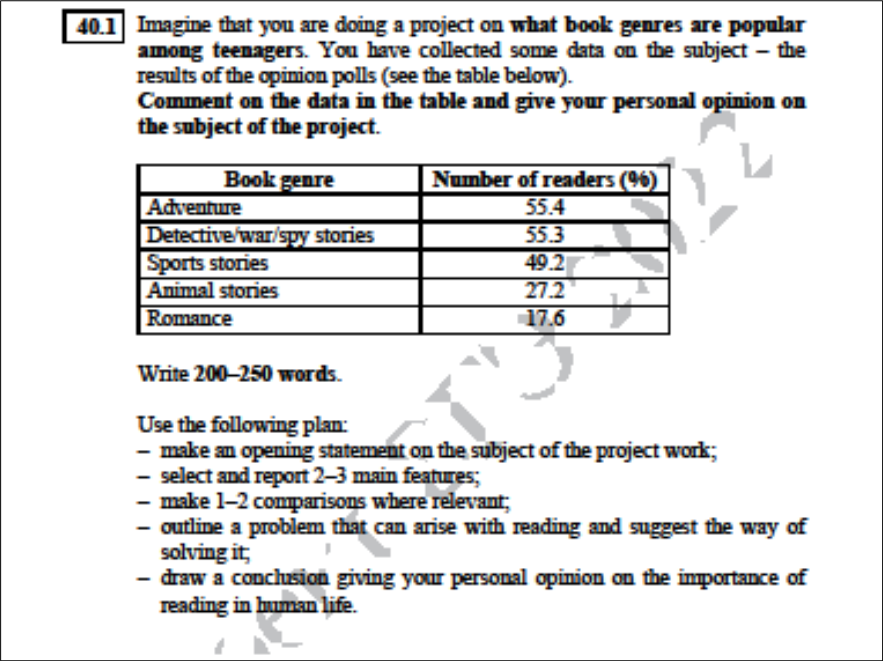 40.1 Imagine that you are doing a project on what book genres are popular
among teenagers. You have collected some data on the subject – the
results of the opinion polls (see the table below).
Comment on the data in the table and give your personal opinion on
the subject of the project.
Book genre Number of readers (%)
Adventure 55.4
Detective/war/spy stories 55.3
Sports stories 49.2
Animal stories 27.2
Romance 17.6
Write 200–250 words.
Use the following plan:
– make an opening statement on the subject of the project work;
– select and report 2–3 main features;
– make 1–2 comparisons where relevant;
– outline a problem that can arise with reading and suggest the way of
solving it;
– draw a conclusion giving your personal opinion on the importance of
reading in human life.